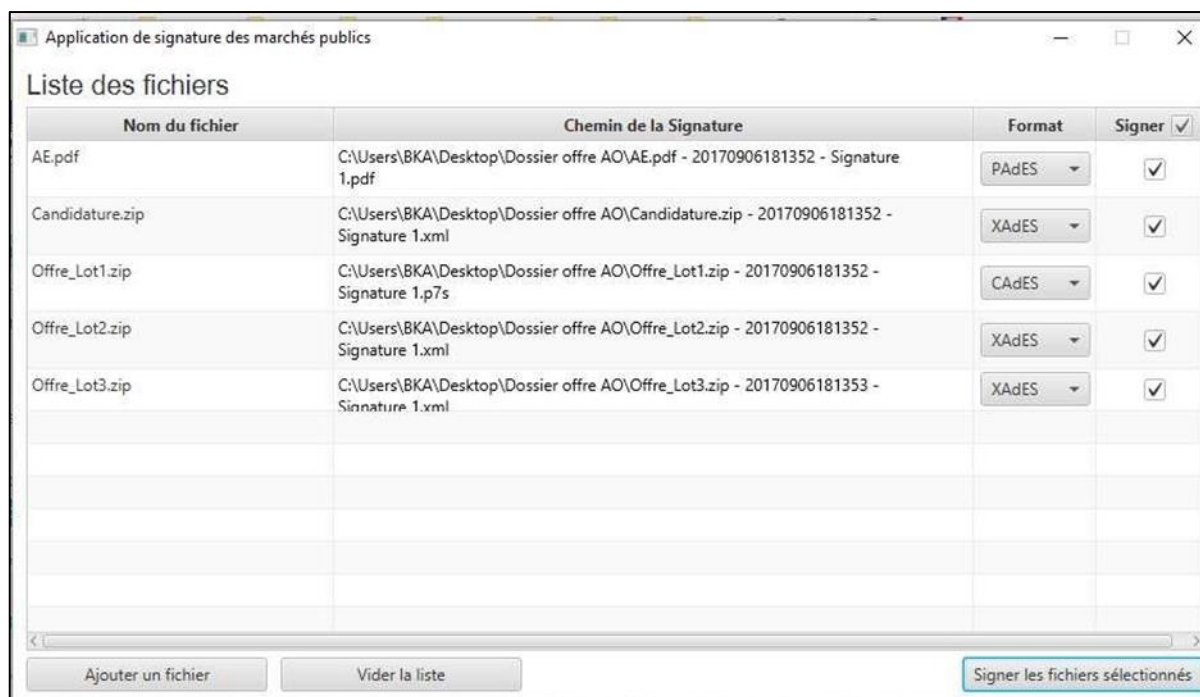 Application de signature des marchés publics
Liste des fichiers
Nom du fichier Chemin de la Signature Format Signer
AE.pdf C:\Users\BKA\Desktop\Dossier offre AO\AE.pdf - 20170906181352 - Signature PAdES
1.pdf
Candidature.zip C:\Users\BKA\Desktop\Dossier offre AO\Candidature.zip - 20170906181352 - XAdES
Signature 1.xml
Offre_Lot1.zip C:\Users\BKA\Desktop\Dossier offre AO\Offre_Lot1.zip - 20170906181352 - CAdES
Signature 1.p7s
Offre_Lot2.zip C:\Users\BKA\Desktop\Dossier offre AO\Offre_Lot2.zip - 20170906181352 - XAdES
Signature 1.xml
Offre_Lot3.zip C:\Users\BKA\Desktop\Dossier offre AO\Offre_Lot3.zip - 20170906181353 - XAdES
Signature 1.xml
Ajouter un fichier Vider la liste Signer les fichiers sélectionnés